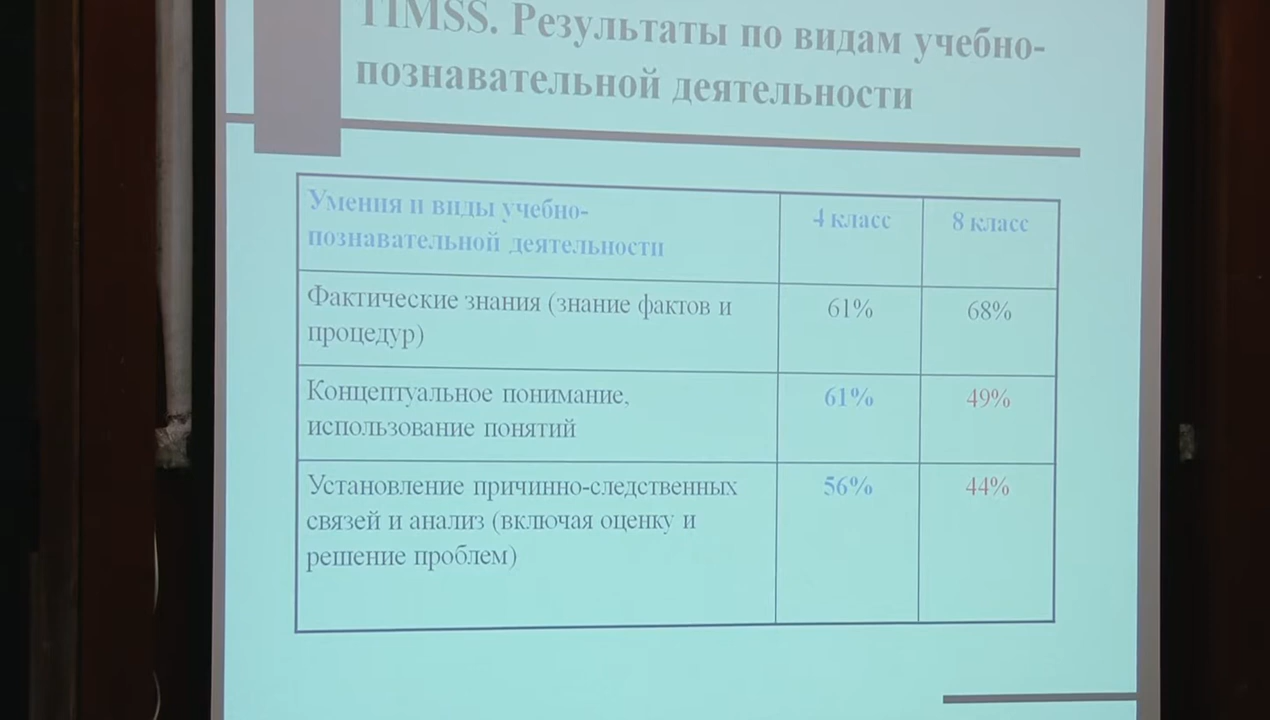 TIMSS. Результаты по видам учебно-
познавательной деятельности
Умения и виды учебно-
познавательной деятельности
4 класс
8 класс
Фактические знания (знание фактов и
процедур)
61%
68%
Концептуальное понимание,
использование понятий
61%
49%
Установление причинно-следственных
связей и анализ (включая оценку и
решение проблем)
56%
44%